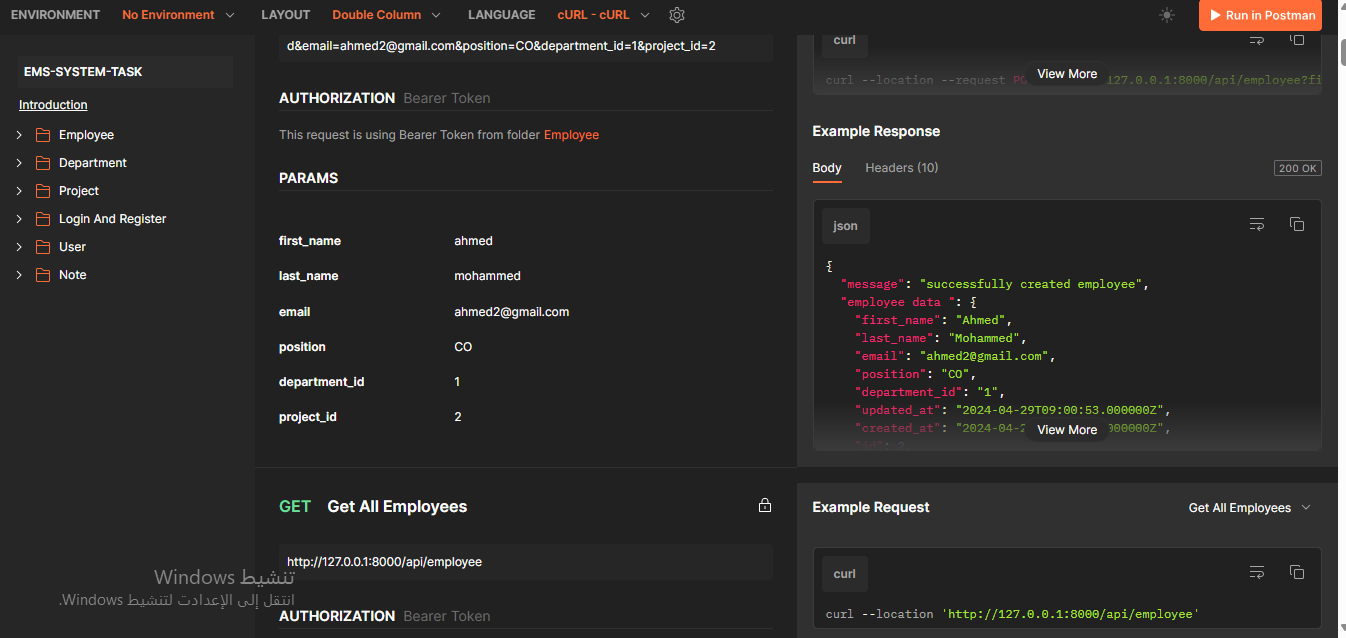 ENVIRONMENT No Environment LAYOUT Double Column LANGUAGE cURL - cURL Run in Postman
EMS-SYSTEM-TASK
Introduction
Employee
Department
Project
Login And Register
User
Note
d&email=ahmed2@gmail.com&position=CO&department_id=1&project_id=2
AUTHORIZATION Bearer Token
This request is using Bearer Token from folder Employee
PARAMS
first_name ahmed
last_name mohammed
email ahmed2@gmail.com
position CO
department_id 1
project_id 2
GET Get All Employees
http://127.0.0.1:8000/api/employee
AUTHORIZATION Bearer Token
curl
curl --location --request 127.0.0.1:8000/api/employee?fi
View More
Example Response
Body Headers (10) 200 OK
json
{
"message": "successfully created employee",
"employee data ": {
"first_name": "Ahmed",
"last_name": "Mohammed",
"email": "ahmed2@gmail.com",
"position": "CO",
"department_id": "1",
"updated_at": "2024-04-29T09:00:53.000000Z",
"created_at": "2024-04-2 000000Z",
View More
Example Request Get All Employees
curl
curl --location 'http://127.0.0.1:8000/api/employee'
تنشيط Windows
انتقل إلى الإعدادت لتنشيط Windows.